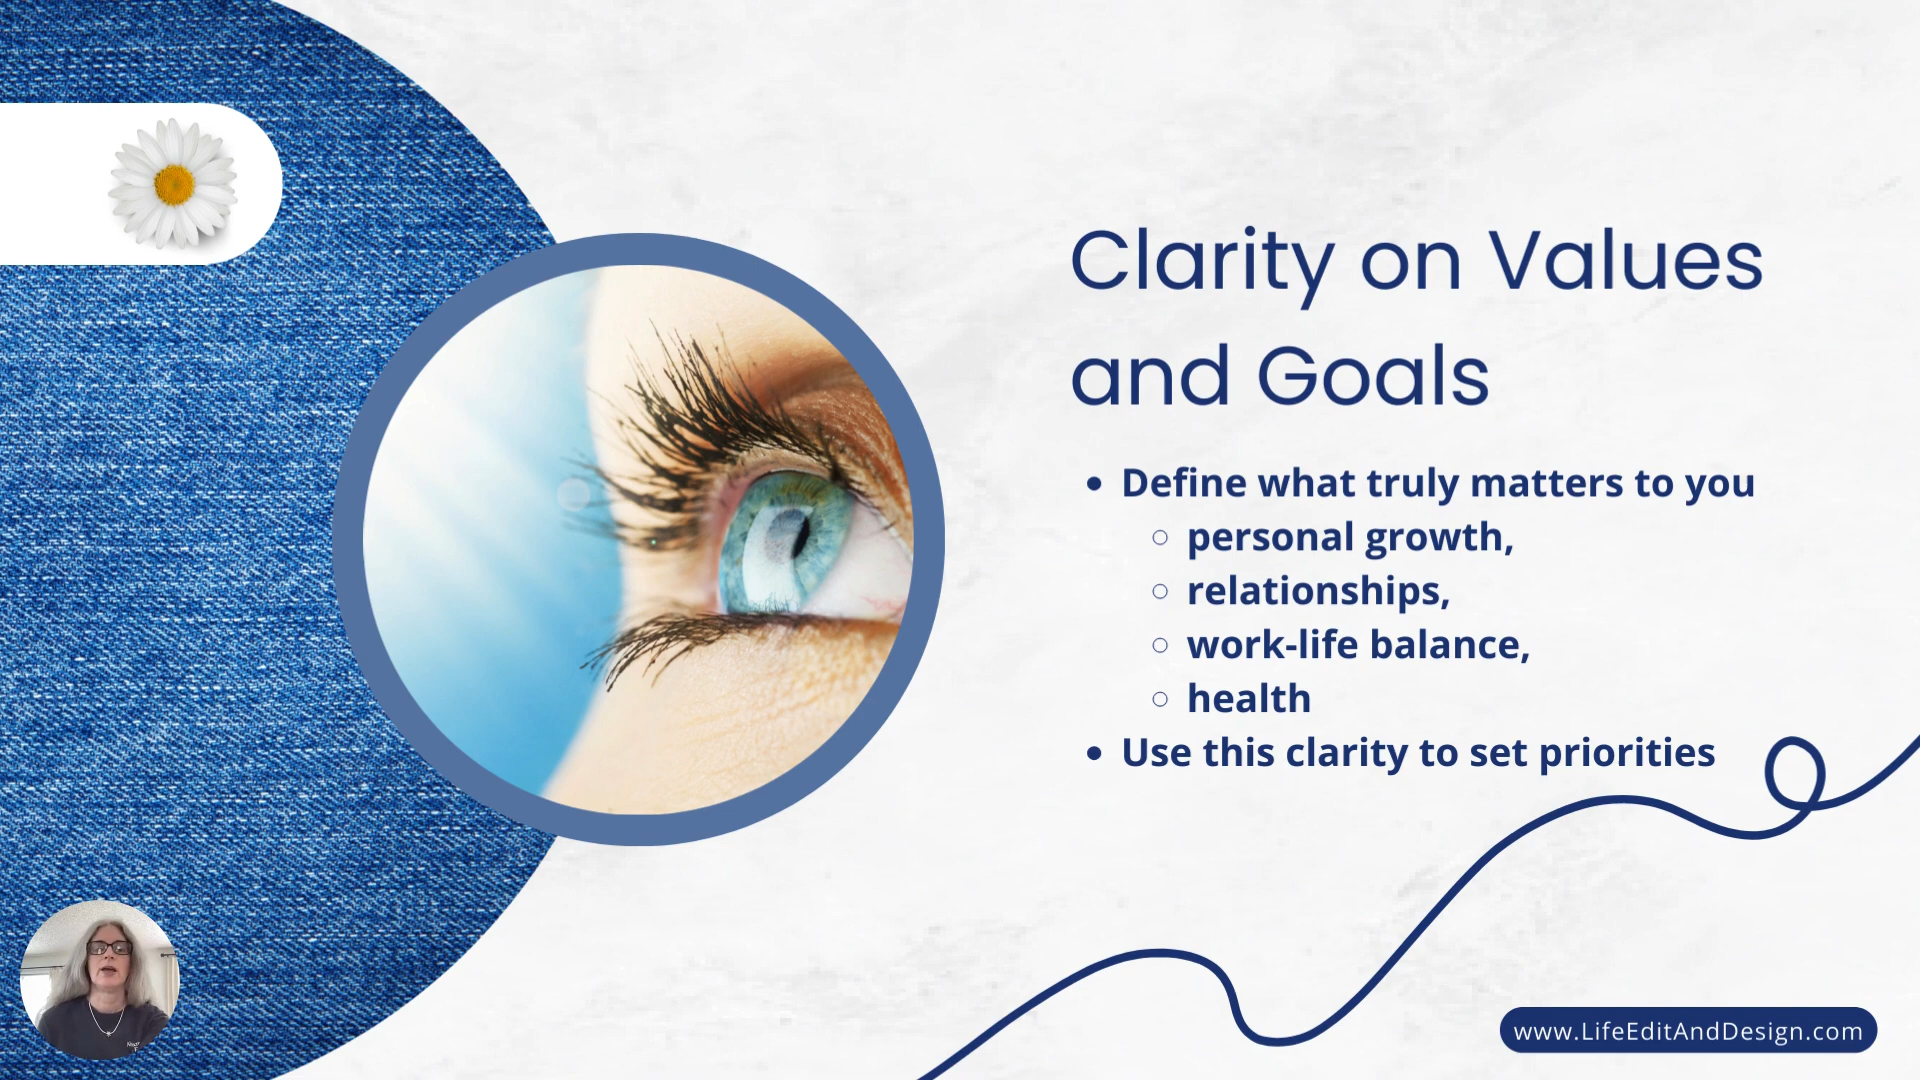 Clarity on Values
and Goals
Define what truly matters to you
personal growth,
relationships,
work-life balance,
health
Use this clarity to set priorities
www.LifeEditAndDesign.com